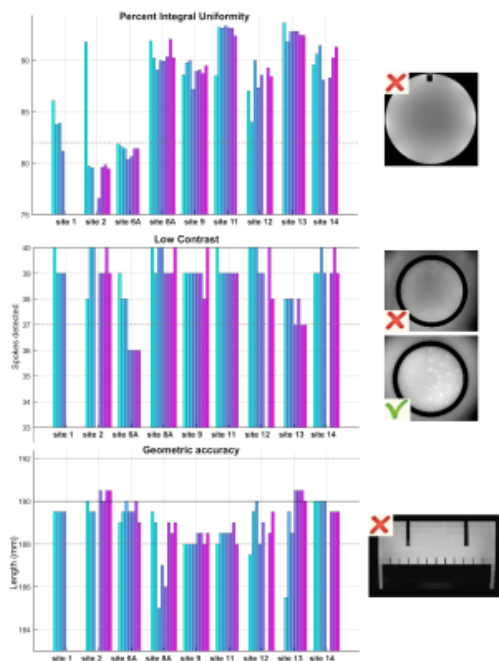 Percent Integral Uniformity
90
85
80
75
site 1 site 2 site 6A site 8A site 9 site 11 site 12 site 13 site 14
Low Contrast
Spokes detected
40
39
38
37
36
35
34
33
site 1 site 2 site 6A site 8A site 9 site 11 site 12 site 13 site 14
Geometric accuracy
Length (mm)
192
190
188
186
184
site 1 site 2 site 6A site 8A site 9 site 11 site 12 site 13 site 14